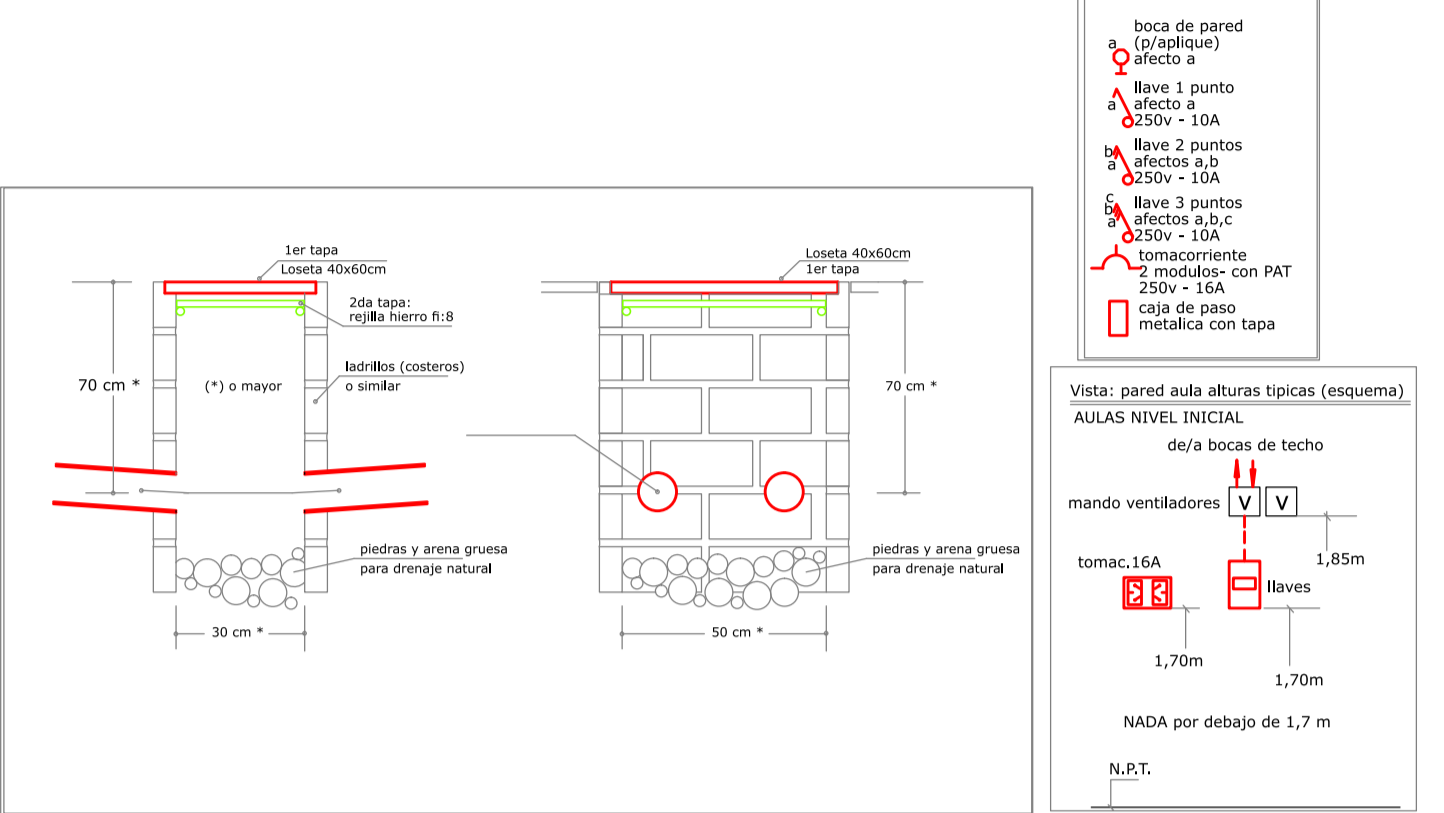 boca de pared
a (p/aplique)
afecto a
llave 1 punto
a afecto a
250v - 10A
b llave 2 puntos
a afectos a,b
250v - 10A
c
b llave 3 puntos
a afectos a,b,c
250v - 10A
tomacorriente
2 modulos- con PAT
250v - 16A
caja de paso
metalica con tapa
1er tapa
Loseta 40x60cm
2da tapa:
rejilla hierro fi:8
ladrillos (costeros)
o similar
70 cm *
(*) o mayor
piedras y arena gruesa
para drenaje natural
30 cm *
Loseta 40x60cm
1er tapa
70 cm *
piedras y arena gruesa
para drenaje natural
50 cm *
Vista: pared aula alturas tipicas (esquema)
AULAS NIVEL INICIAL
de/a bocas de techo
mando ventiladores V V
1,85m
tomac.16A
llaves
1,70m
1,70m
NADA por debajo de 1,7 m
N.P.T.